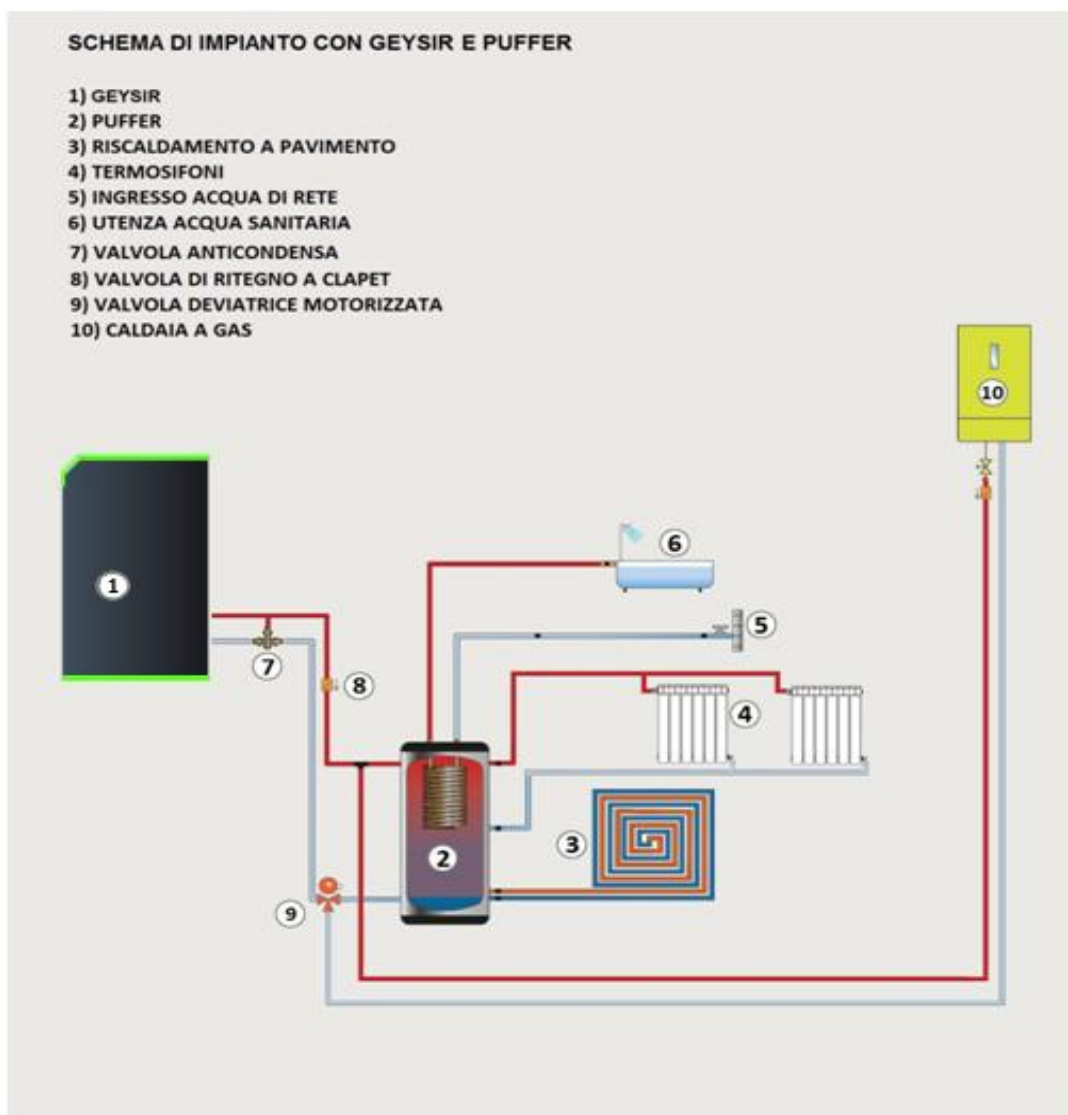 SCHEMA DI IMPIANTO CON GEYSIR E PUFFER
1) GEYSIR
2) PUFFER
3) RISCALDAMENTO A PAVIMENTO
4) TERMOSIFONI
5) INGRESSO ACQUA DI RETE
6) UTENZA ACQUA SANITARIA
7) VALVOLA ANTICONDENSA
8) VALVOLA DI RITEGNO A CLAPET
9) VALVOLA DEVIATRICE MOTORIZZATA
10) CALDAIA A GAS
10
1
6
5
7
8
4
3
2
9